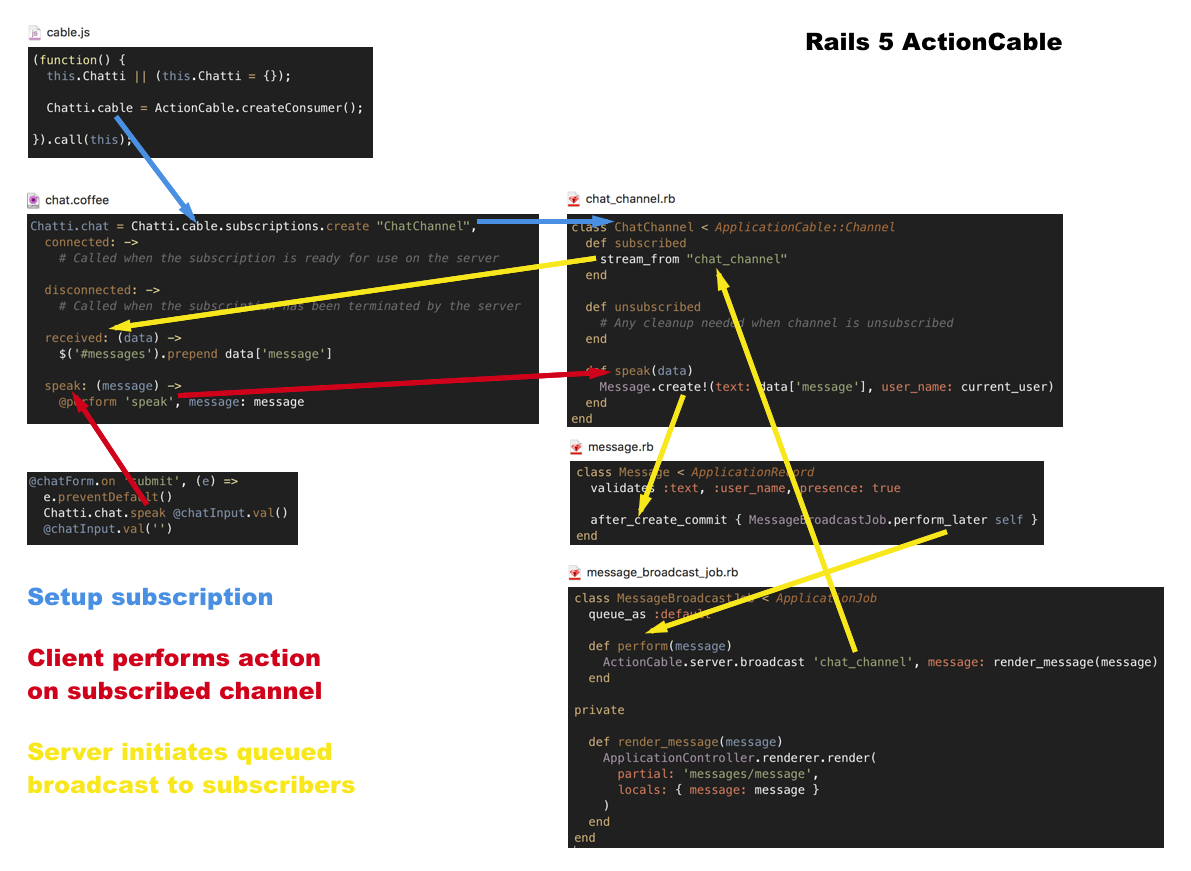 cable.js
Rails 5 ActionCable
(function() {
  this.Chatti || (this.Chatti = {});

  Chatti.cable = ActionCable.createConsumer();

}).call(this);
chat.coffee
Chatti.chat = Chatti.cable.subscriptions.create "ChatChannel",
  connected: ->
    # Called when the subscription is ready for use on the server

  disconnected: ->
    # Called when the subscription has been terminated by the server

  received: (data) ->
    $('#messages').prepend data['message']

  speak: (message) ->
    @perform 'speak', message: message
@chatForm.on 'submit', (e) =>
  e.preventDefault()
  Chatti.chat.speak @chatInput.val()
  @chatInput.val('')
Setup subscription
Client performs action
on subscribed channel
Server initiates queued
broadcast to subscribers
chat_channel.rb
class ChatChannel < ApplicationCable::Channel
  def subscribed
    stream_from "chat_channel"
  end

  def unsubscribed
    # Any cleanup needed when channel is unsubscribed
  end

  def speak(data)
    Message.create!(text: data['message'], user_name: current_user)
  end
end
message.rb
class Message < ApplicationRecord
  validates :text, :user_name, presence: true

  after_create_commit { MessageBroadcastJob.perform_later self }
end
message_broadcast_job.rb
class MessageBroadcastJob < ApplicationJob
  queue_as :default

  def perform(message)
    ActionCable.server.broadcast 'chat_channel', message: render_message(message)
  end

private

  def render_message(message)
    ApplicationController.renderer.render(
      partial: 'messages/message',
      locals: { message: message }
    )
  end
end